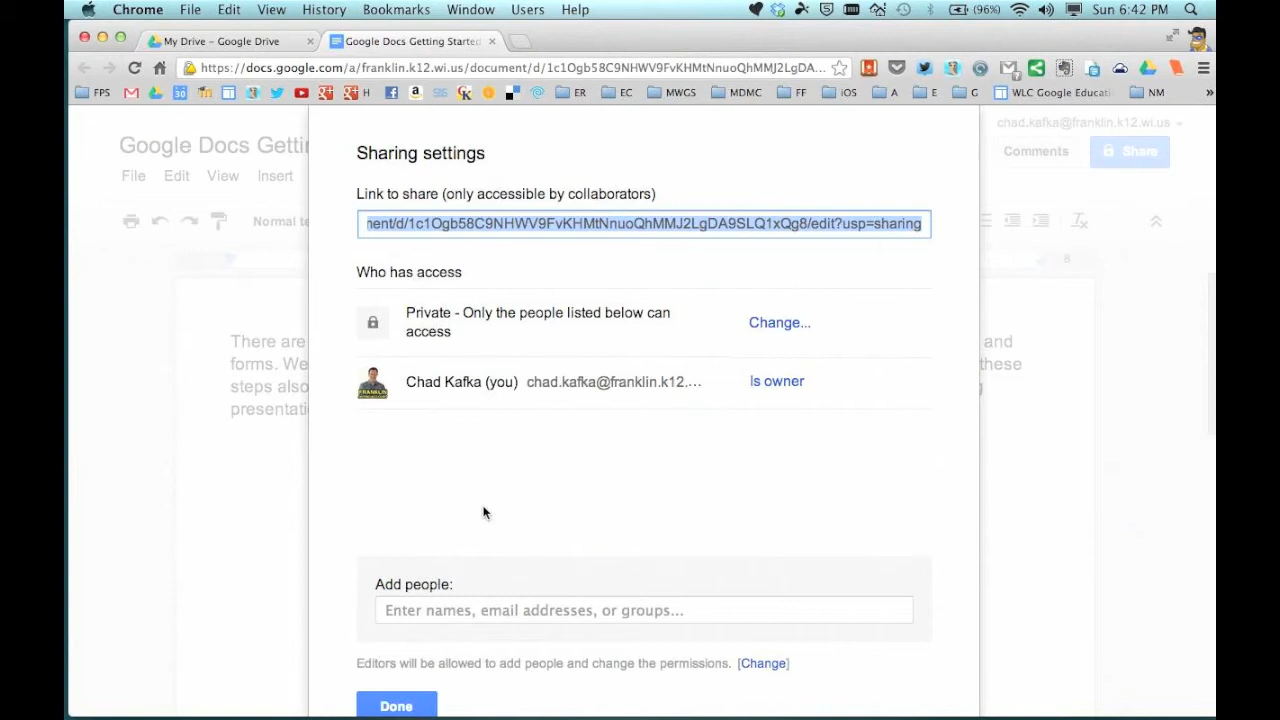 Chrome File Edit View History Bookmarks Window Users Help (96%) Sun 6:42 PM
My Drive – Google Drive Google Docs Getting Started
https://docs.google.com/a/franklin.k12.wi.us/document/d/1c1Ogb58C9NHWV9FvKHMtNnuoQhMMJ2LgDA...
FPS H ER EC MWGS MDMC FF iOS A E G WLC Google Educati NM »
chad.kafka@franklin.k12.wi.us
Google Docs Getti
Comments Share
File Edit View Insert
Normal te
8
Sharing settings
Link to share (only accessible by collaborators)
nent/d/1c1Ogb58C9NHWV9FvKHMtNnuoQhMMJ2LgDA9SLQ1xQg8/edit?usp=sharing
Who has access
Private - Only the people listed below can
access
Change...
Chad Kafka (you) chad.kafka@franklin.k12.... Is owner
There are and
forms. We these
steps also g
presentati
Add people:
Enter names, email addresses, or groups...
Editors will be allowed to add people and change the permissions. [Change]
Done